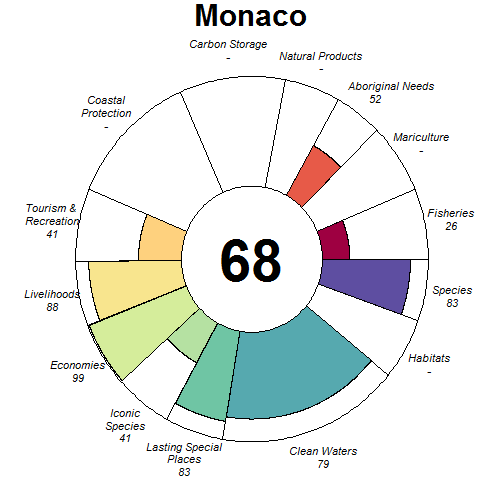 Monaco
Carbon Storage
-
Natural Products
-
Aboriginal Needs
52
Mariculture
-
Fisheries
26
Species
83
Habitats
-
Clean Waters
79
Lasting Special
Places
83
Iconic
Species
41
Economies
99
Livelihoods
88
Tourism &
Recreation
41
Coastal
Protection
-
68